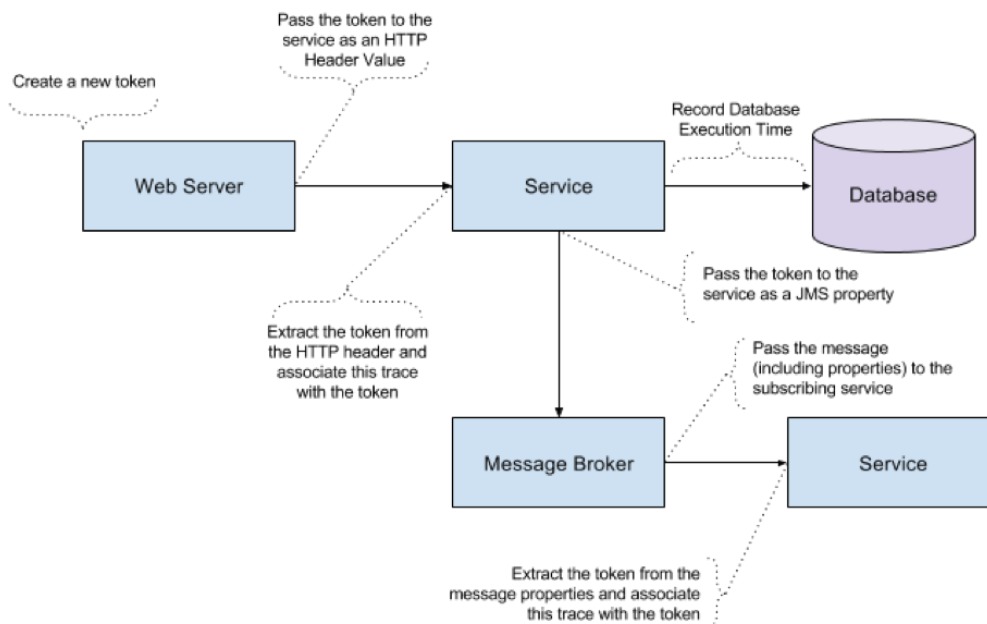 Pass the token to the
service as an HTTP
Header Value
Create a new token
Record Database
Execution Time
Web Server
Service
Database
Pass the token to the
service as a JMS property
Extract the token from
the HTTP header and
associate this trace
with the token
Pass the message
(including properties) to the
subscribing service
Message Broker
Service
Extract the token from the
message properties and associate
this trace with the token